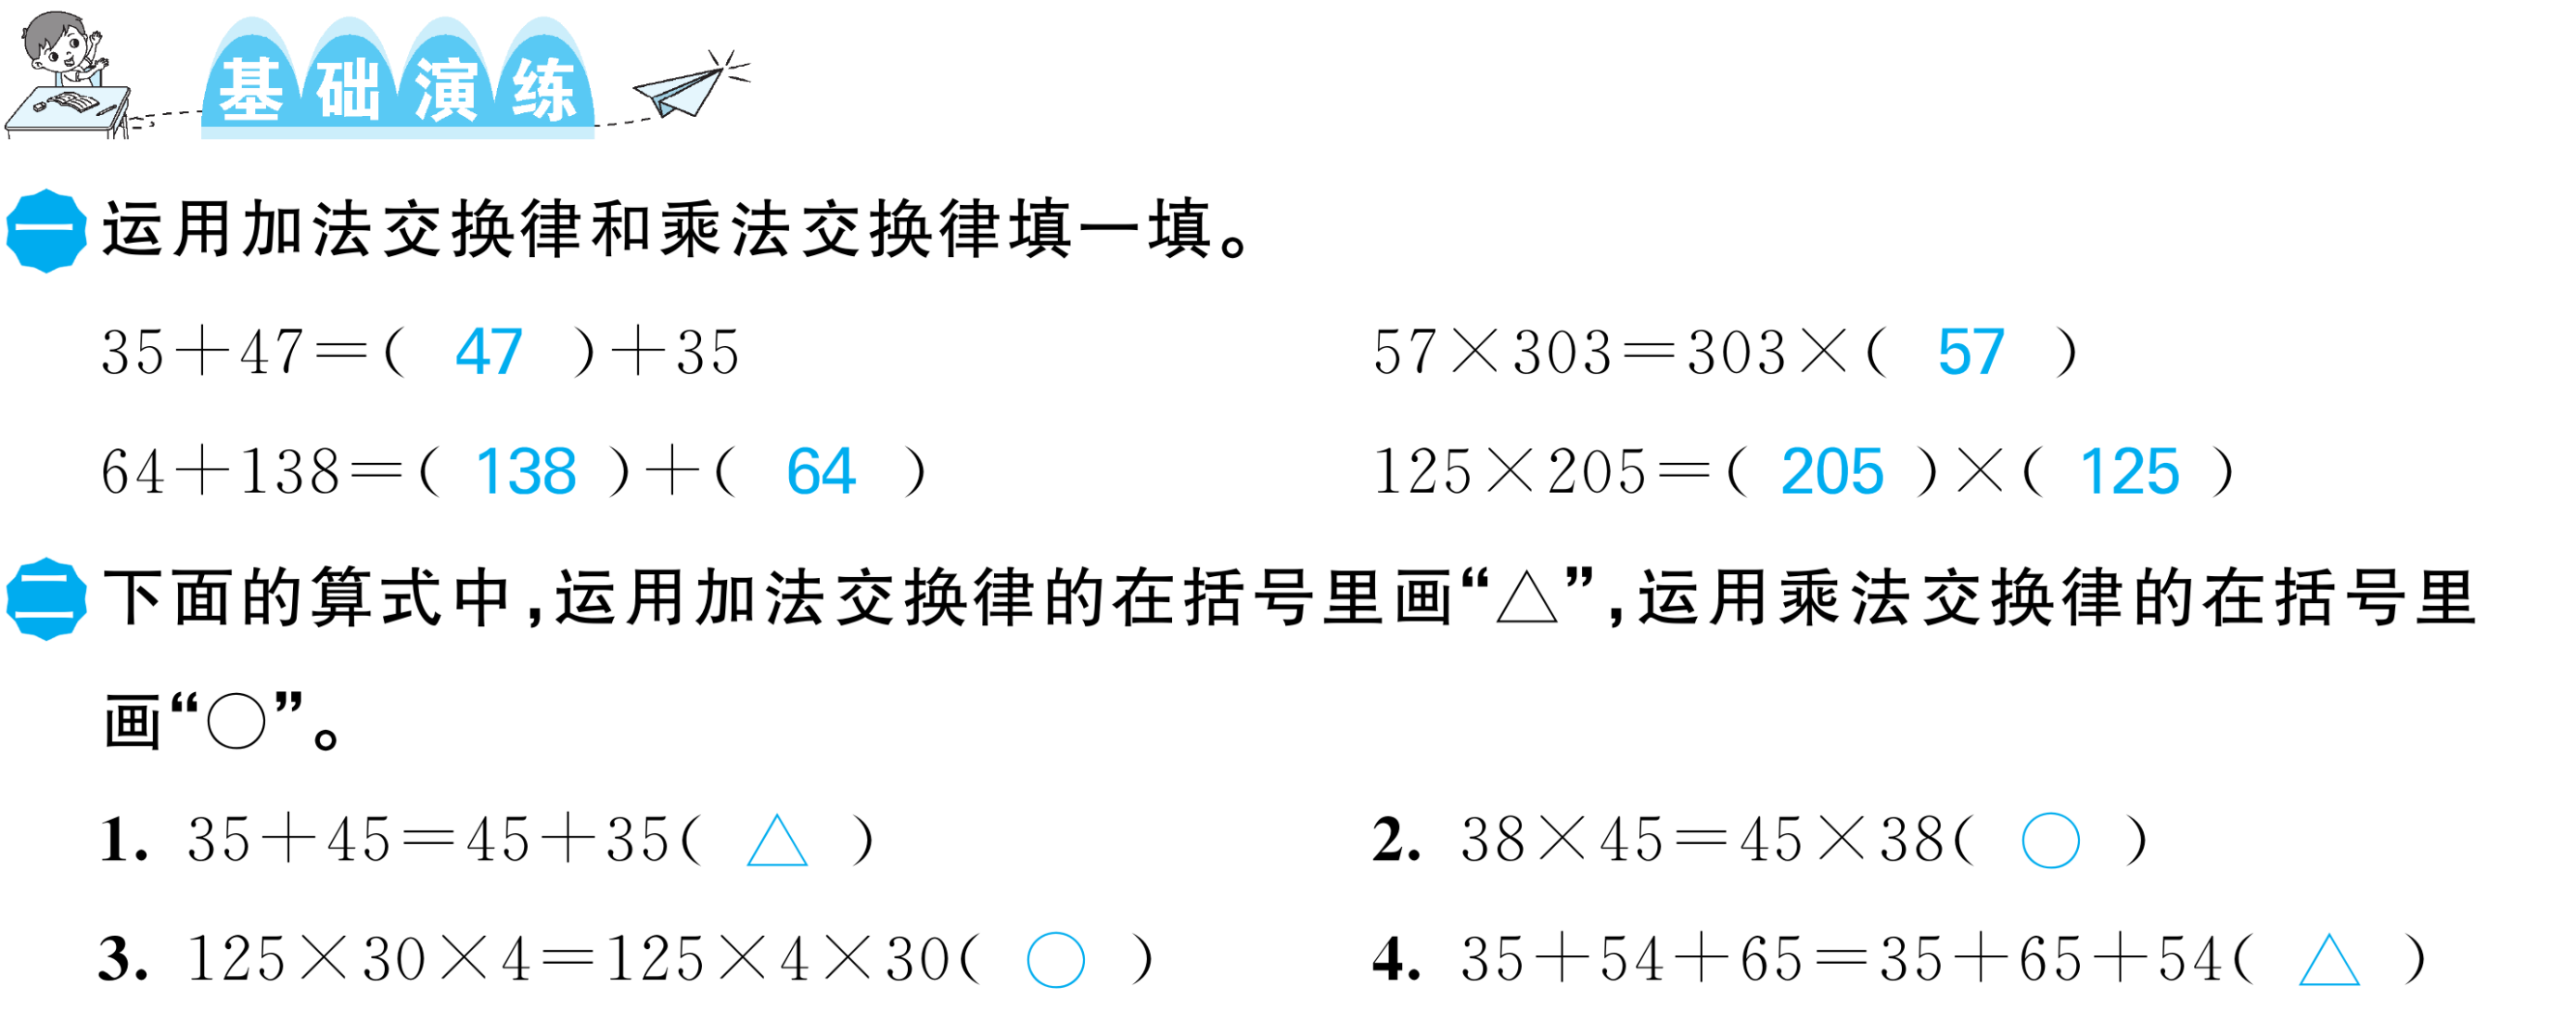 基础演练
一 运用加法交换律和乘法交换律填一填。
35+47=( 47 )+35 57×303=303×( 57 )
64+138=( 138 )+( 64 ) 125×205=( 205 )×( 125 )
二 下面的算式中,运用加法交换律的在括号里画“△”,运用乘法交换律的在括号里
画“○”。
1. 35+45=45+35( △ ) 2. 38×45=45×38( ○ )
3. 125×30×4=125×4×30( ○ ) 4. 35+54+65=35+65+54( △ )